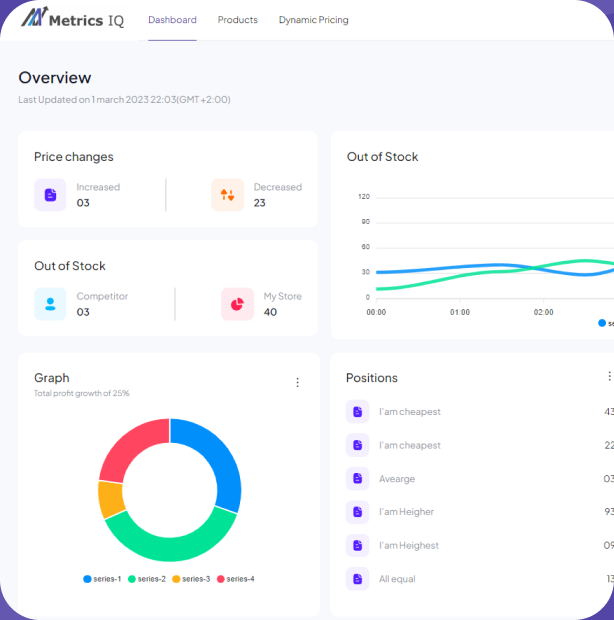 Metrics IQ
Dashboard Products Dynamic Pricing
Overview
Last Updated on 1 march 2023 22:03(GMT +2:00)
Price changes
Increased
03
Decreased
23
Out of Stock
Competitor
03
My Store
40
Out of Stock
120
90
60
30
0
00:00 01:00 02:00
Graph
Total profit growth of 25%
series-1 series-2 series-3 series-4
Positions
I'am cheapest 43
I'am cheapest 22
Avearge 03
I'am Heigher 93
I'am Heighest 09
All equal 13